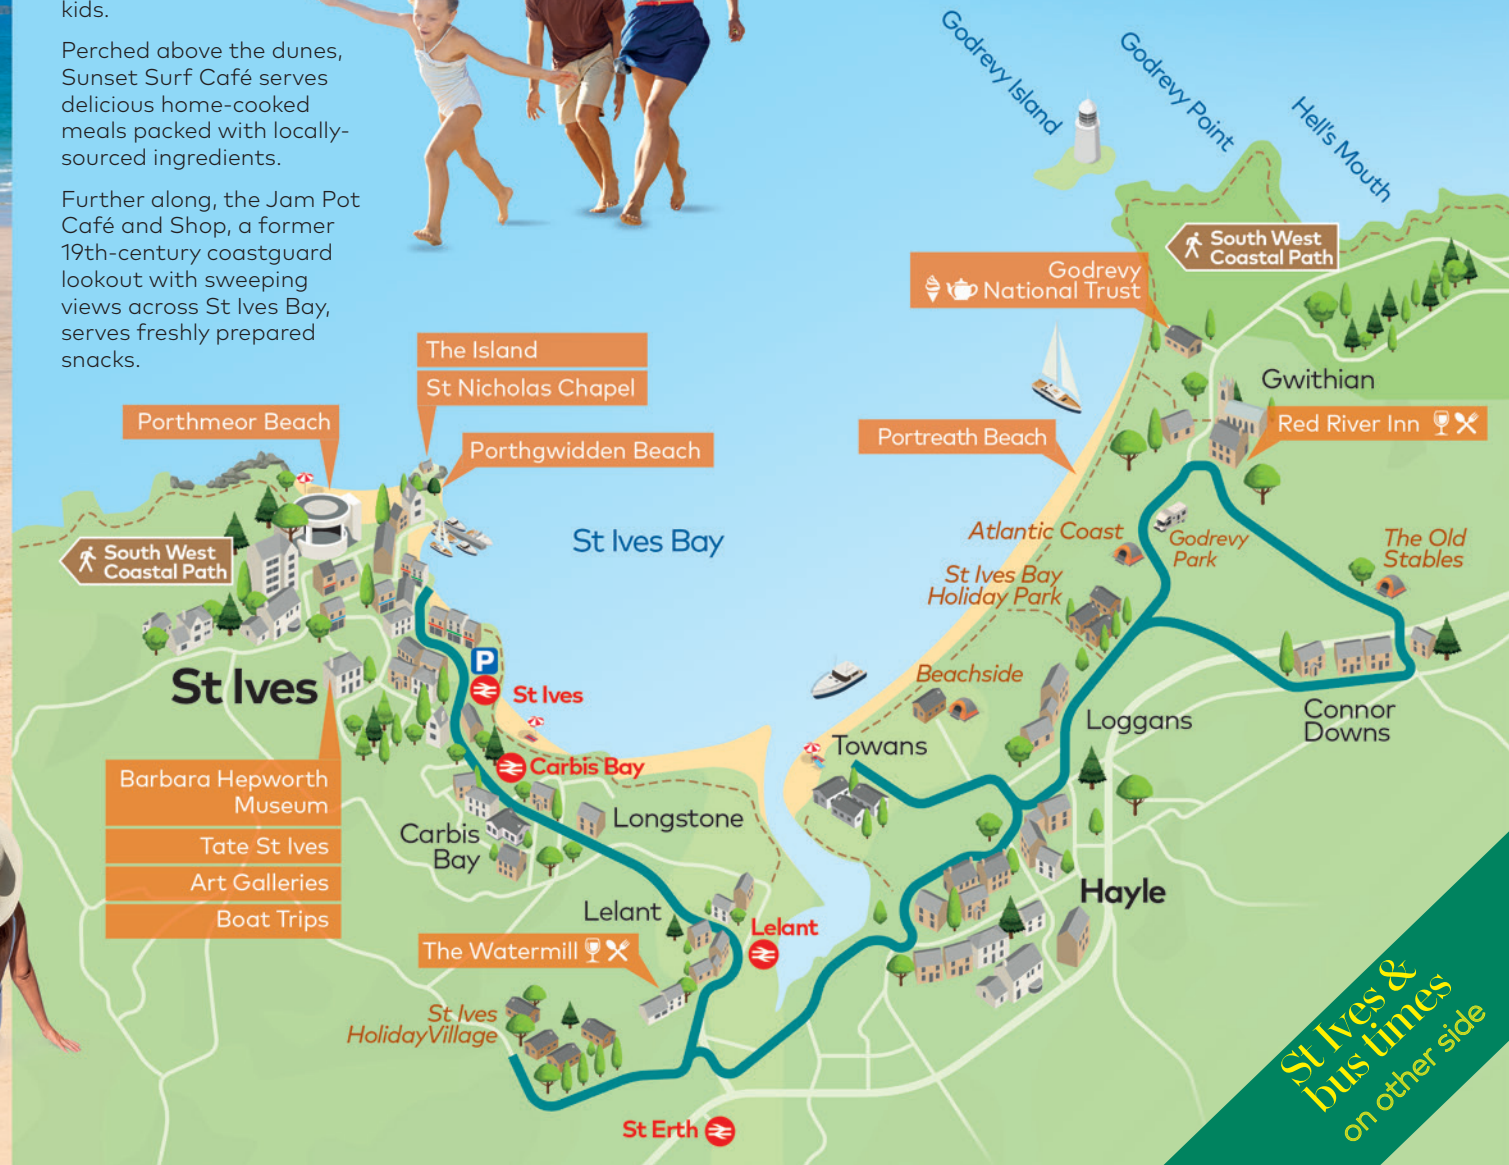 kids.
Perched above the dunes,
Sunset Surf Café serves
delicious home-cooked
meals packed with locally-
sourced ingredients.
Further along, the Jam Pot
Café and Shop, a former
19th-century coastguard
lookout with sweeping
views across St Ives Bay,
serves freshly prepared
snacks.
Godrevy Island
Godrevy Point
Hell's Mouth
South West
Coastal Path
Godrevy
National Trust
Gwithian
Red River Inn
Portreath Beach
The Island
St Nicholas Chapel
Porthmeor Beach
Porthgwidden Beach
St Ives Bay
South West
Coastal Path
Atlantic Coast
Godrevy
Park
The Old
Stables
St Ives Bay
Holiday Park
Beachside
St Ives
P
St Ives
Towans
Loggans
Connor
Downs
Carbis Bay
Barbara Hepworth
Museum
Tate St Ives
Art Galleries
Boat Trips
Carbis
Bay
Longstone
Hayle
Lelant
Lelant
The Watermill
St Ives
Holiday Village
St Erth
St Ives &
bus times
on other side